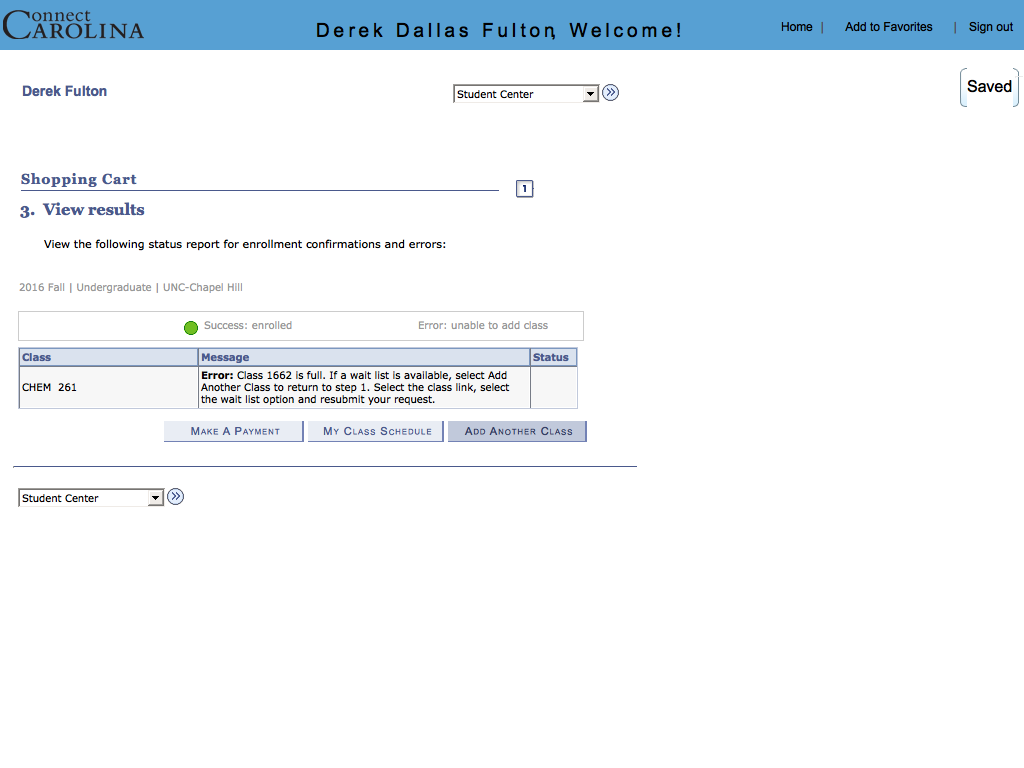 Connect
CAROLINA
Derek Dallas Fulton, Welcome!
Home | Add to Favorites | Sign out
Derek Fulton
Student Center
Saved
Shopping Cart
1
3. View results
View the following status report for enrollment confirmations and errors:
2016 Fall | Undergraduate | UNC-Chapel Hill
Success: enrolled Error: unable to add class
Class Message Status
CHEM 261
Error: Class 1662 is full. If a wait list is available, select Add
Another Class to return to step 1. Select the class link, select
the wait list option and resubmit your request.
MAKE A PAYMENT MY CLASS SCHEDULE ADD ANOTHER CLASS
Student Center